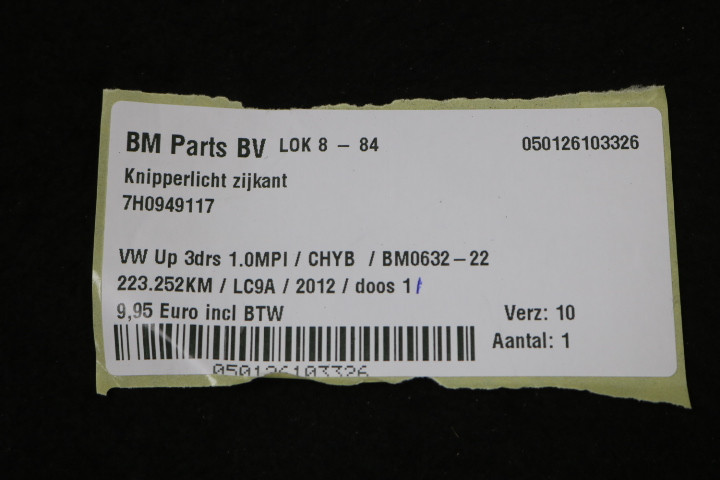 BM Parts BV LOK 8 – 84 050126103326
Knipperlicht zijkant
7H0949117
VW Up 3drs 1.0MPI / CHYB / BM0632–22
223.252KM / LC9A / 2012 / doos 1
9,95 Euro incl BTW Verz: 10
Aantal: 1
050126103326